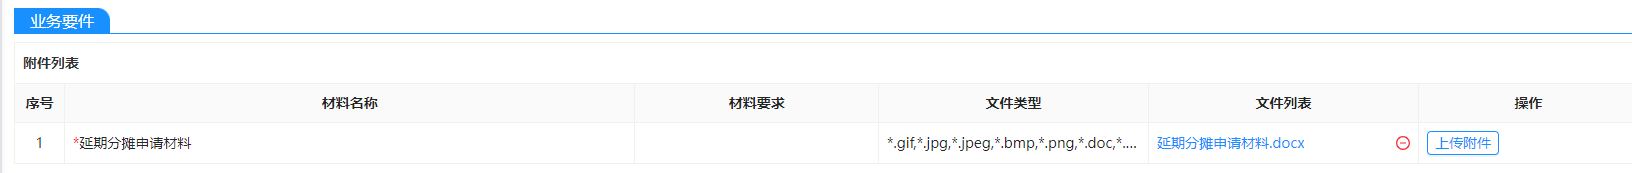 业务要件
附件列表
序号 材料名称 材料要求 文件类型 文件列表 操作
1 *延期分摊申请材料 *.gif,*.jpg,*.jpeg,*.bmp,*.png,*.doc,*.... 延期分摊申请材料.docx 上传附件